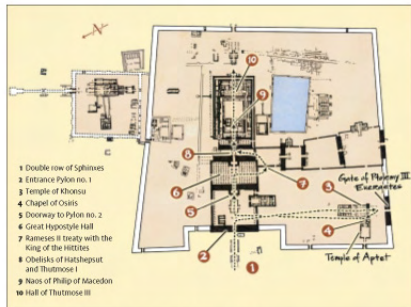 1 Double row of Sphinxes
2 Entrance Pylon no. 1
3 Temple of Khonsu
4 Chapel of Osiris
5 Doorway to Pylon no. 2
6 Great Hypostyle Hall
7 Rameses II treaty with the
King of the Hittites
8 Obelisks of Hatshepsut
and Thutmose I
9 Naos of Philip of Macedon
10 Hall of Thutmose III
10
9
8
7
6
5
2
1
Gate of Ptolemy III
Euergetes
3
4
Temple of Aptet